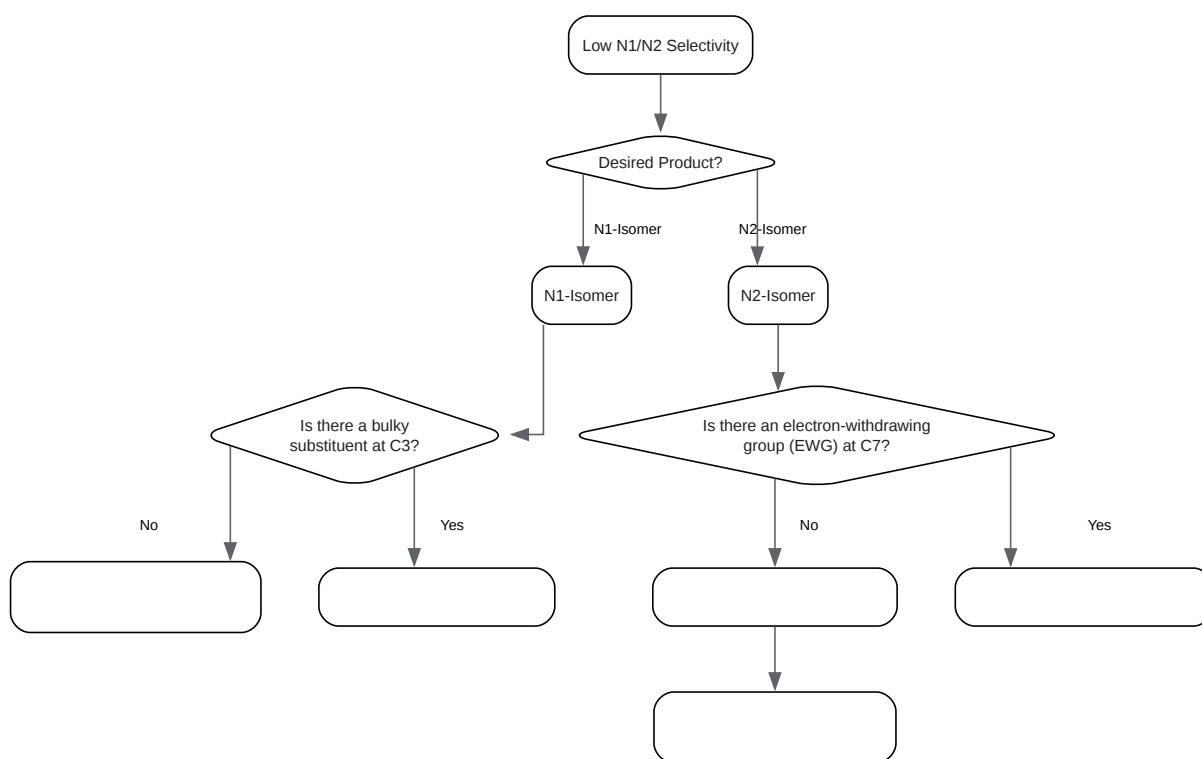 Low N1/N2 Selectivity
Desired Product?
N1-Isomer
N2-Isomer
N1-Isomer
N2-Isomer
Is there a bulky
substituent at C3?
Is there an electron-withdrawing
group (EWG) at C7?
No
Yes
No
Yes